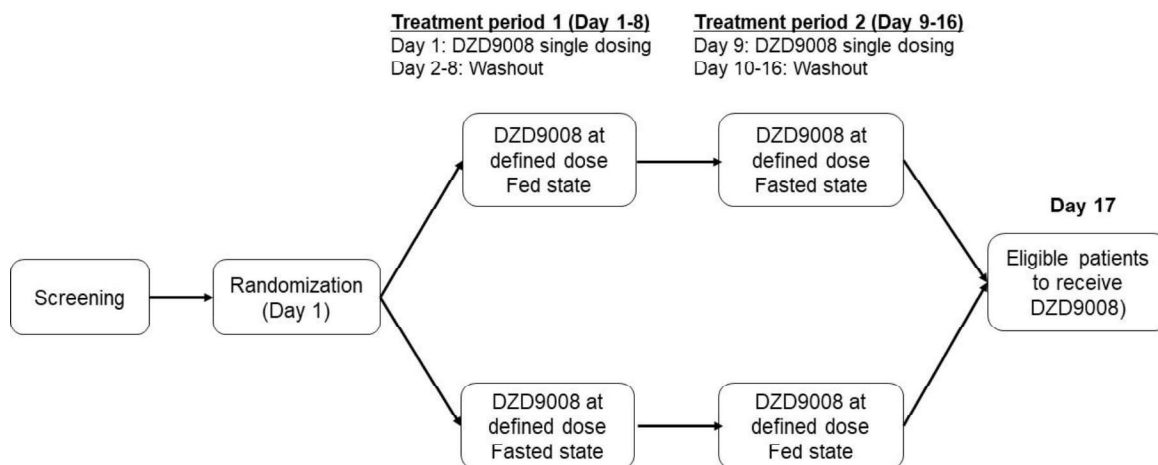 Treatment period 1 (Day 1-8)
Day 1: DZD9008 single dosing
Day 2-8: Washout
Treatment period 2 (Day 9-16)
Day 9: DZD9008 single dosing
Day 10-16: Washout
DZD9008 at
defined dose
Fed state
DZD9008 at
defined dose
Fasted state
Day 17
Screening
Randomization
(Day 1)
Eligible patients
to receive
DZD9008)
DZD9008 at
defined dose
Fasted state
DZD9008 at
defined dose
Fed state